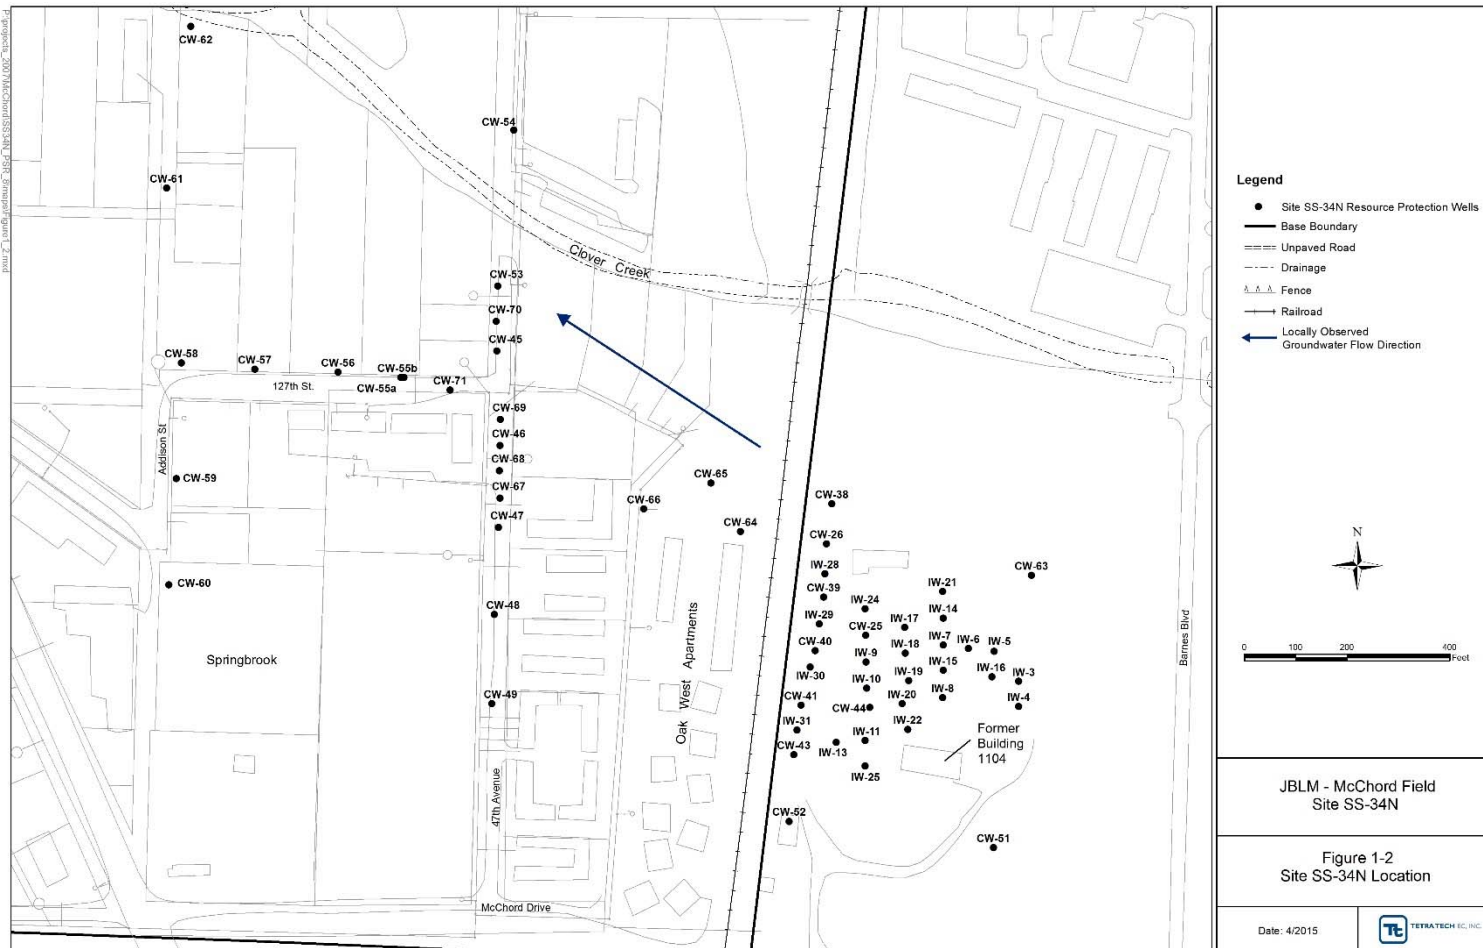 P:\projects_2007\McChord\SS34N_PSR_8\maps\Figure1_2.mxd
CW-62
CW-54
CW-61
Clover Creek
CW-53
CW-70
CW-45
CW-58
CW-57
CW-56
CW-55b
CW-55a
CW-71
127th St.
CW-69
CW-46
CW-68
CW-67
CW-47
Addison St
CW-59
CW-65
CW-66
CW-64
CW-38
CW-26
IW-28
CW-39
IW-29
CW-40
IW-30
CW-41
IW-31
CW-43
IW-13
IW-24
CW-25
IW-9
IW-10
CW-44
IW-11
IW-25
IW-17
IW-18
IW-19
IW-20
IW-22
IW-21
IW-14
IW-7
IW-15
IW-8
IW-6
IW-5
IW-16
IW-3
IW-4
CW-63
CW-60
CW-48
CW-49
Springbrook
Oak West Apartments
47th Avenue
McChord Drive
Former
Building
1104
CW-52
CW-51
Barnes Blvd
Legend
Site SS-34N Resource Protection Wells
Base Boundary
Unpaved Road
Drainage
Fence
Railroad
Locally Observed
Groundwater Flow Direction
N
0 100 200 400
Feet
JBLM - McChord Field
Site SS-34N
Figure 1-2
Site SS-34N Location
Date: 4/2015
Tt TETRA TECH EC, INC.